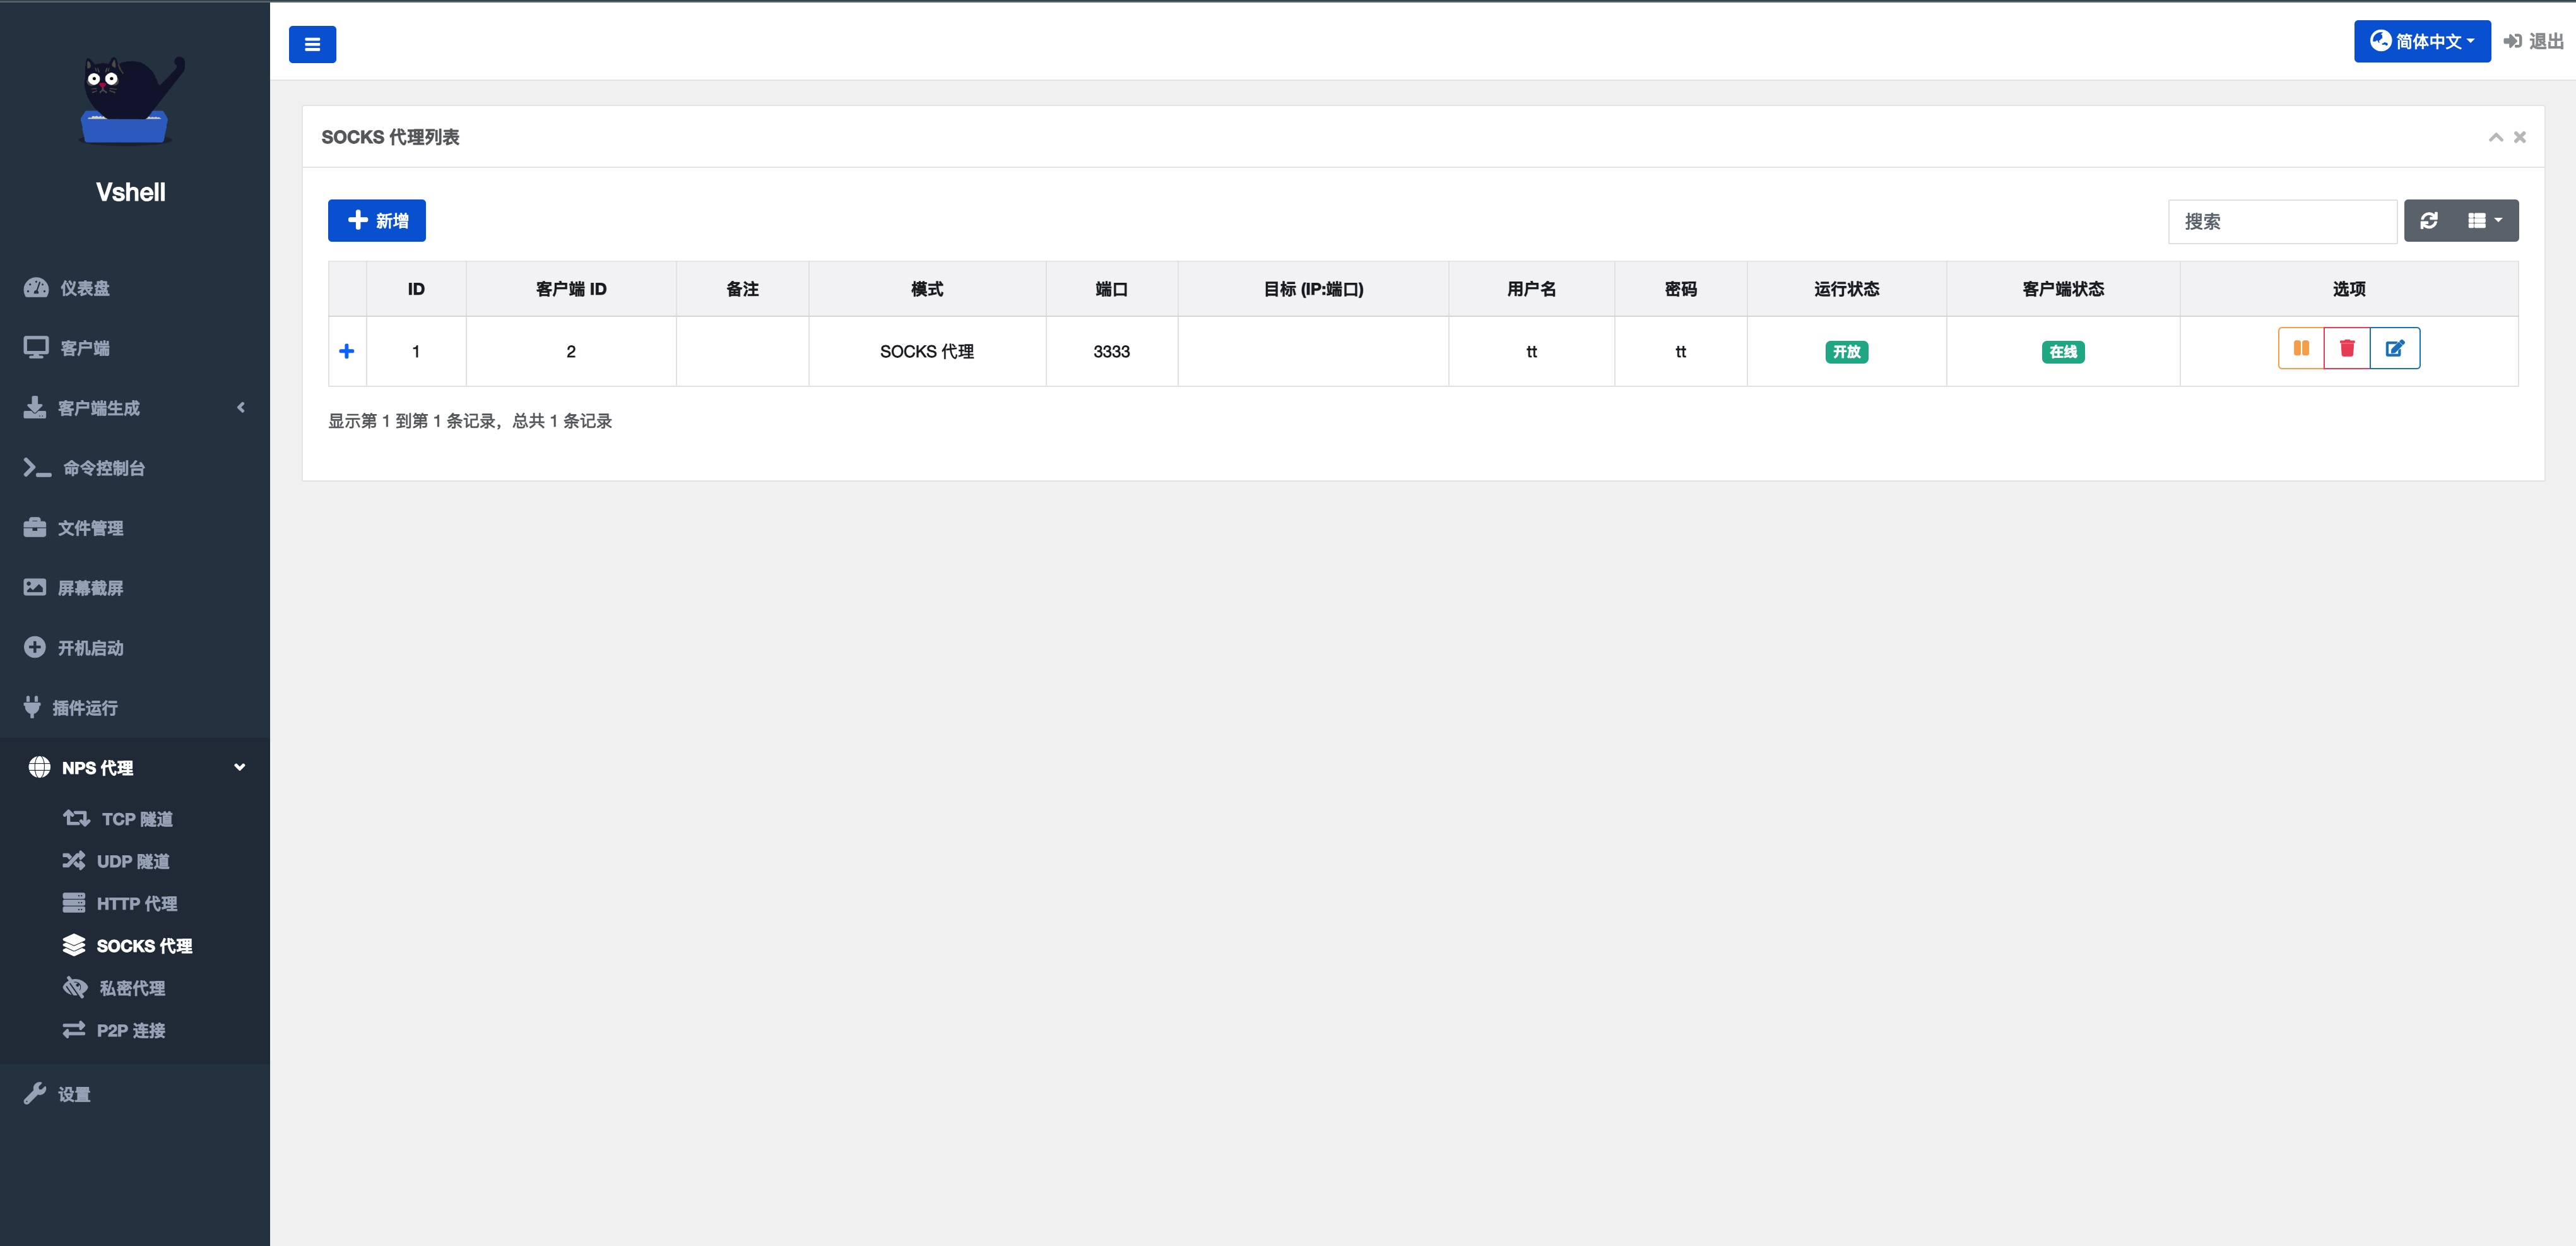 简体中文
退出
Vshell
仪表盘
客户端
客户端生成
命令控制台
文件管理
屏幕截屏
开机启动
插件运行
NPS 代理
TCP 隧道
UDP 隧道
HTTP 代理
SOCKS 代理
私密代理
P2P 连接
设置
SOCKS 代理列表
新增
搜索
ID 客户端 ID 备注 模式 端口 目标 (IP:端口) 用户名 密码 运行状态 客户端状态 选项
1 2 SOCKS 代理 3333 tt tt 开放 在线
显示第 1 到第 1 条记录，总共 1 条记录